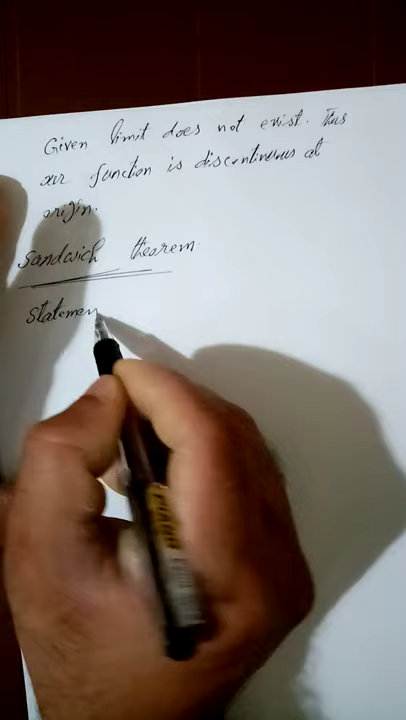 Given limit does not exist. Thus
our function is discontinuous at
origin.
Sandwich theorem
Statemen